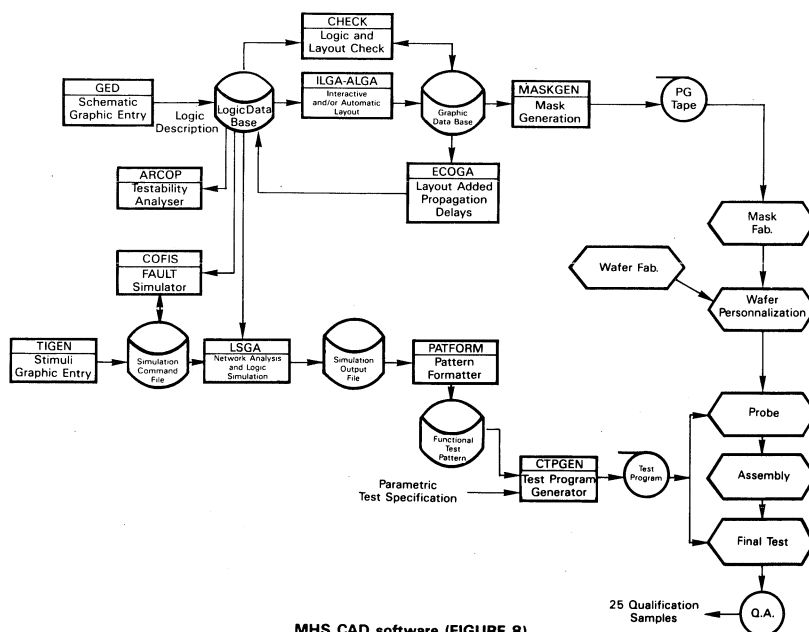 CHECK
Logic and
Layout Check
GED
Schematic
Graphic Entry
Logic
Description
LogicData
Base
ILGA-ALGA
Interactive
and/or Automatic
Layout
Graphic
Data Base
MASKGEN
Mask
Generation
PG
Tape
ARCOP
Testability
Analyser
ECOGA
Layout Added
Propagation
Delays
Mask
Fab.
COFIS
FAULT
Simulator
Wafer Fab.
Wafer
Personnalization
TIGEN
Stimuli
Graphic Entry
Simulation
Command
File
LSGA
Network Analysis
and Logic
Simulation
Simulation
Output
File
PATFORM
Pattern
Formatter
Functional
Test
Pattern
Parametric
Test Specification
CTPGEN
Test Program
Generator
Test
Program
Probe
Assembly
Final Test
25 Qualification
Samples
Q.A.
MHS CAD software (FIGURE 8)